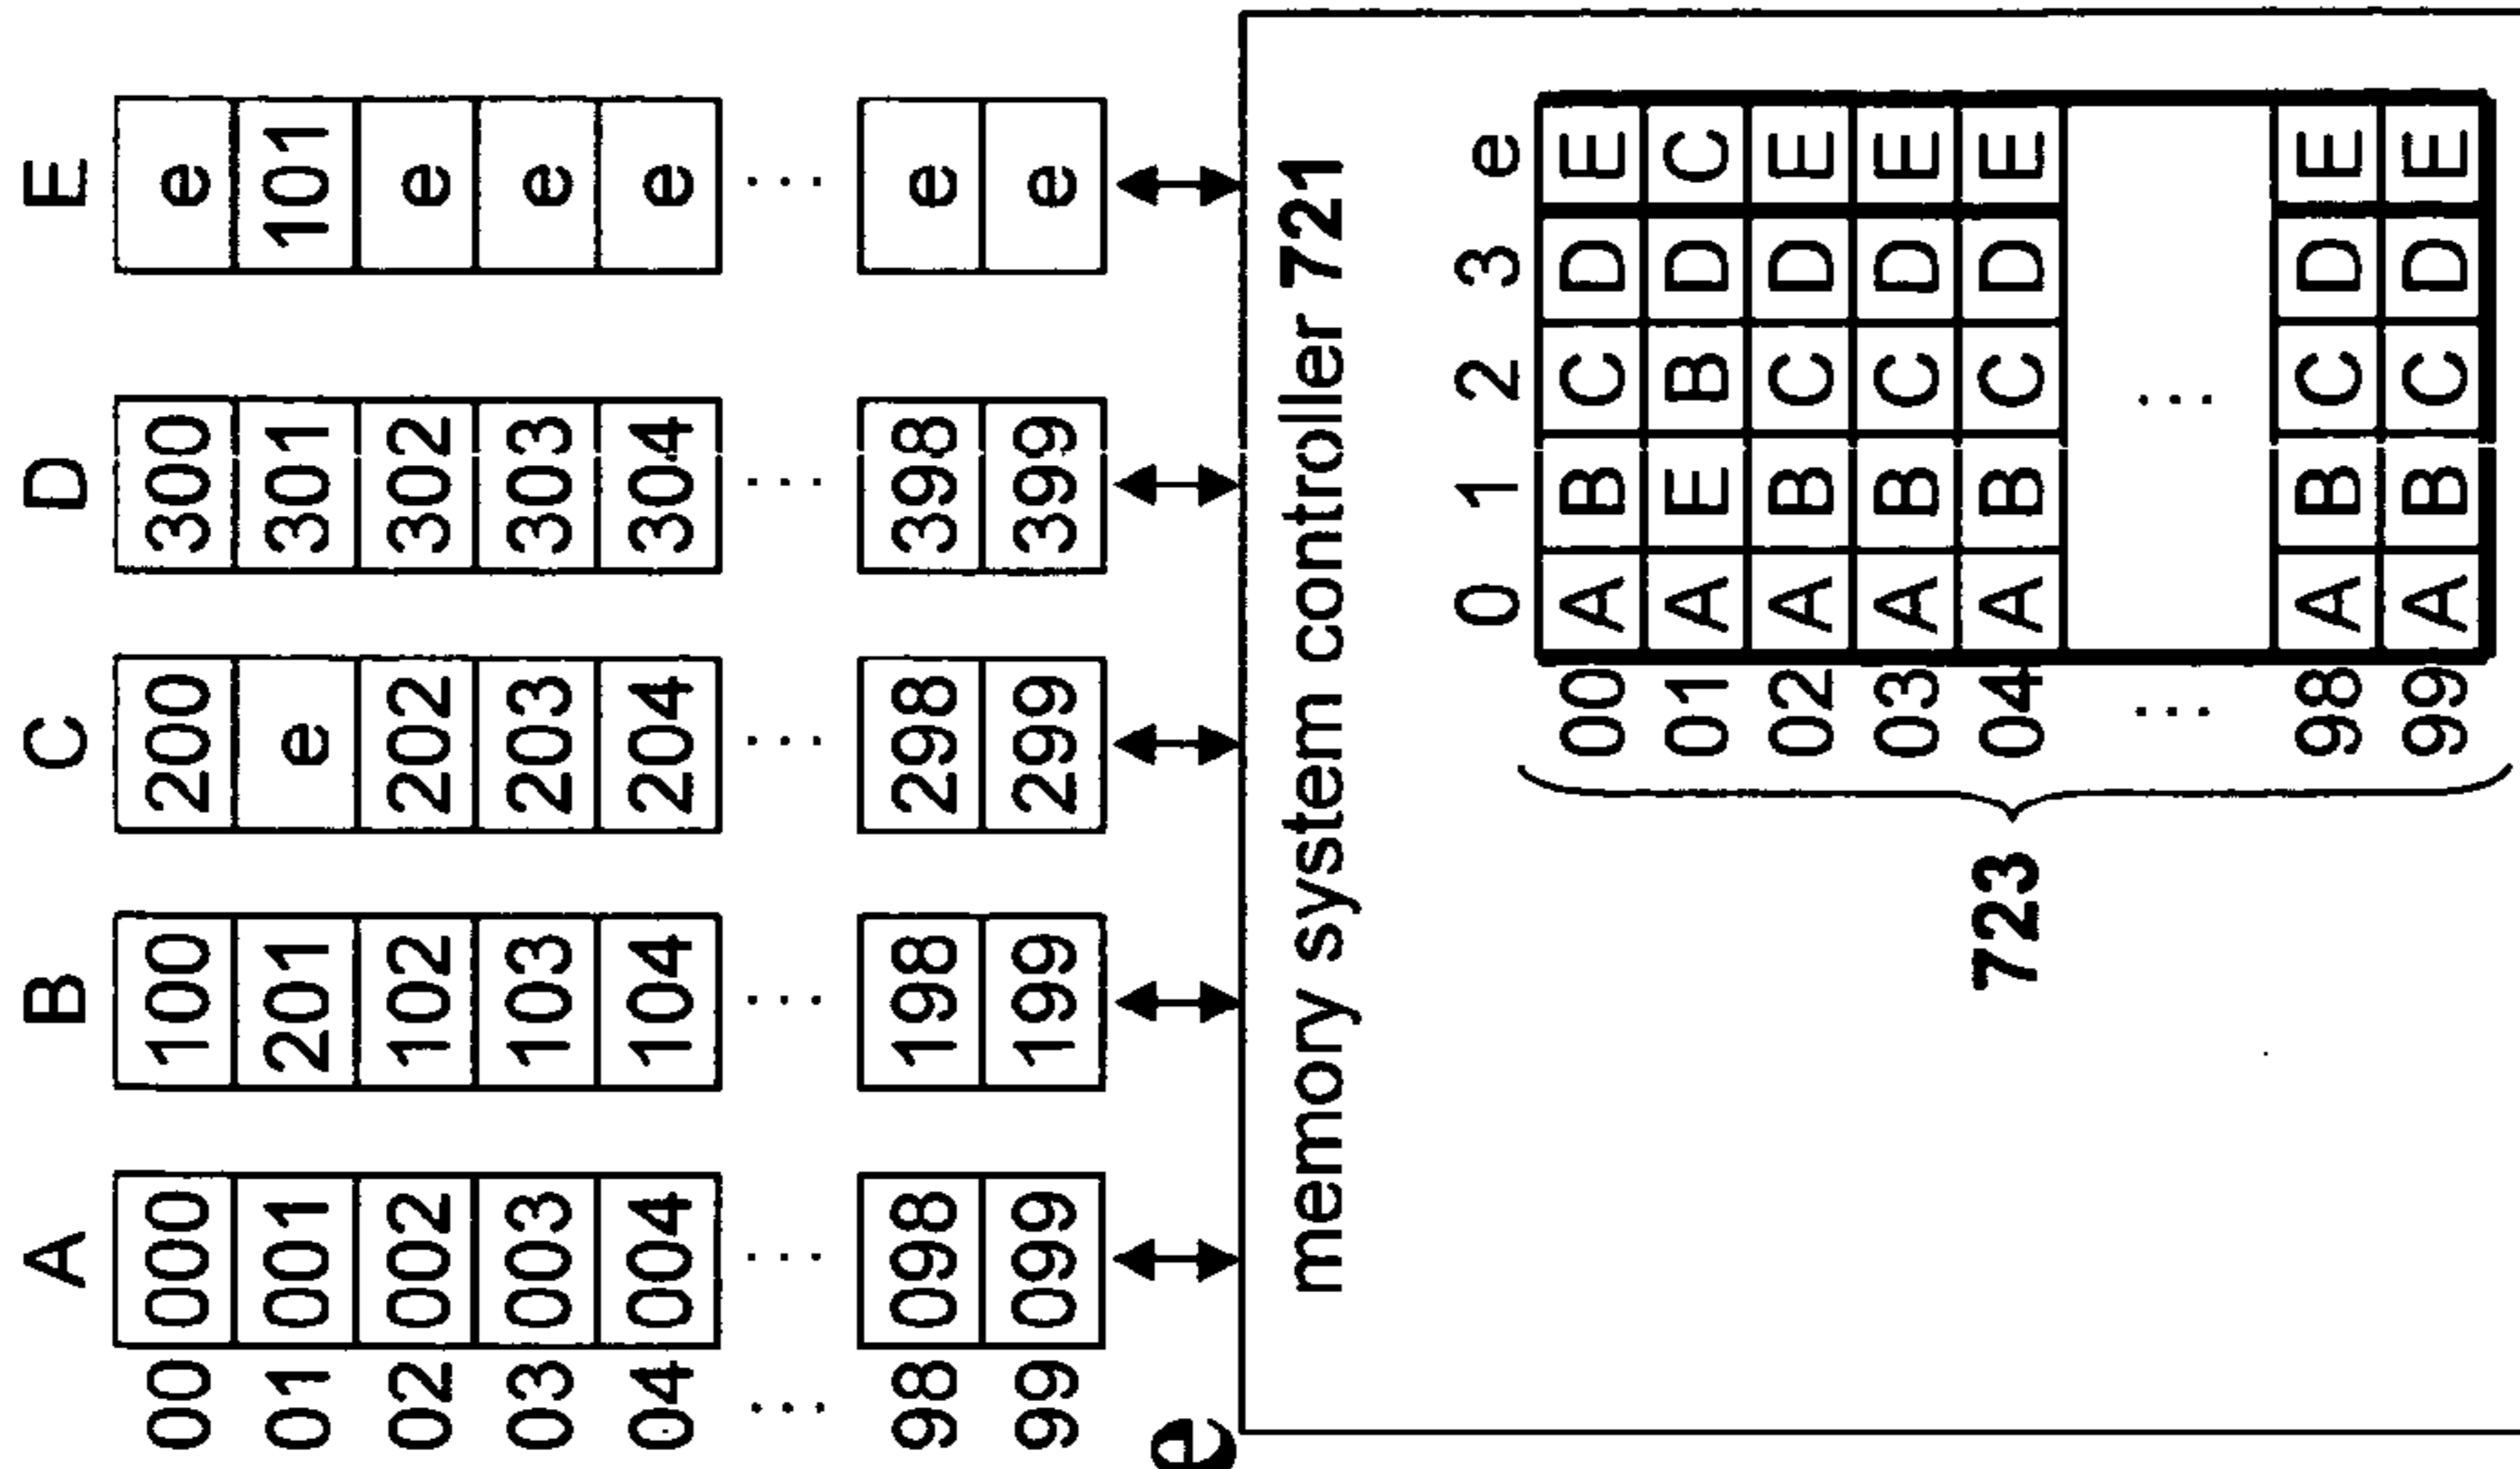 A B C D E
00 000 100 200 300 e
01 001 201 e 301 101
02 002 102 202 302 e
03 003 103 203 303 e
04 004 104 204 304 e
... ... ... ... ... ...
98 098 198 298 398 e
99 099 199 299 399 e
e
memory system controller 721
0 1 2 3 e
00 A B C D E
01 A E B D C
02 A B C D E
03 A B C D E
04 A B C D E
723
... ...
98 A B C D E
99 A B C D E